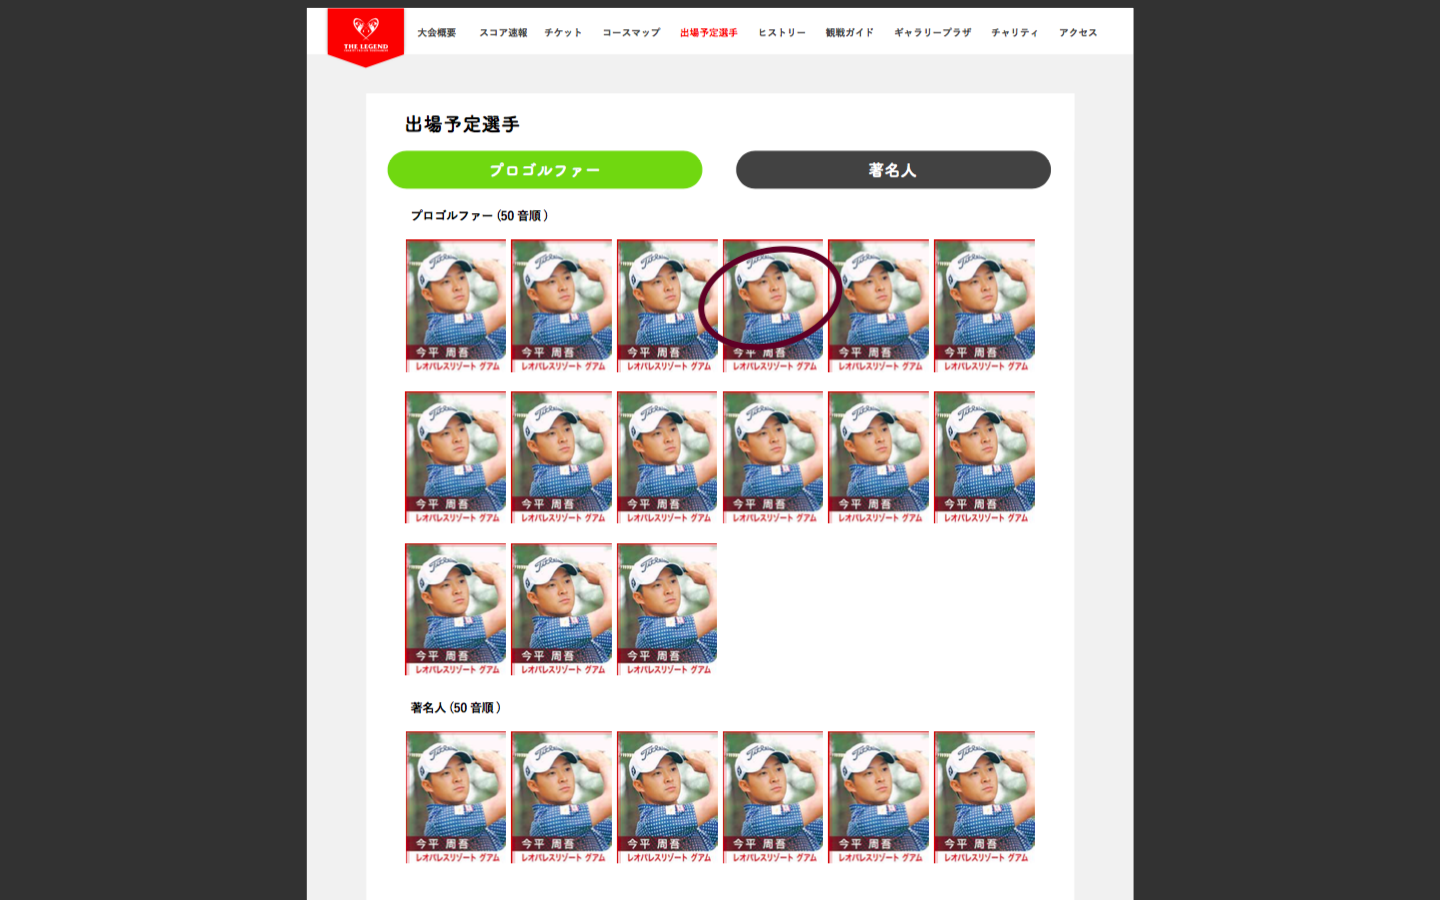 THE LEGEND
大会概要 スコア速報 チケット コースマップ 出場予定選手 ヒストリー 観戦ガイド ギャラリープラザ チャリティ アクセス
出場予定選手
プロゴルファー 著名人
プロゴルファー (50 音順 )
Titleist Titleist Titleist Titleist Titleist Titleist
今平 周吾 今平 周吾 今平 周吾 今平 周吾 今平 周吾 今平 周吾
レオパレスリゾート グアム レオパレスリゾート グアム レオパレスリゾート グアム レオパレスリゾート グアム レオパレスリゾート グアム レオパレスリゾート グアム
Titleist Titleist Titleist Titleist Titleist Titleist
今平 周吾 今平 周吾 今平 周吾 今平 周吾 今平 周吾 今平 周吾
レオパレスリゾート グアム レオパレスリゾート グアム レオパレスリゾート グアム レオパレスリゾート グアム レオパレスリゾート グアム レオパレスリゾート グアム
Titleist Titleist Titleist
今平 周吾 今平 周吾 今平 周吾
レオパレスリゾート グアム レオパレスリゾート グアム レオパレスリゾート グアム
著名人 (50 音順 )
Titleist Titleist Titleist Titleist Titleist Titleist
今平 周吾 今平 周吾 今平 周吾 今平 周吾 今平 周吾 今平 周吾
レオパレスリゾート グアム レオパレスリゾート グアム レオパレスリゾート グアム レオパレスリゾート グアム レオパレスリゾート グアム レオパレスリゾート グアム